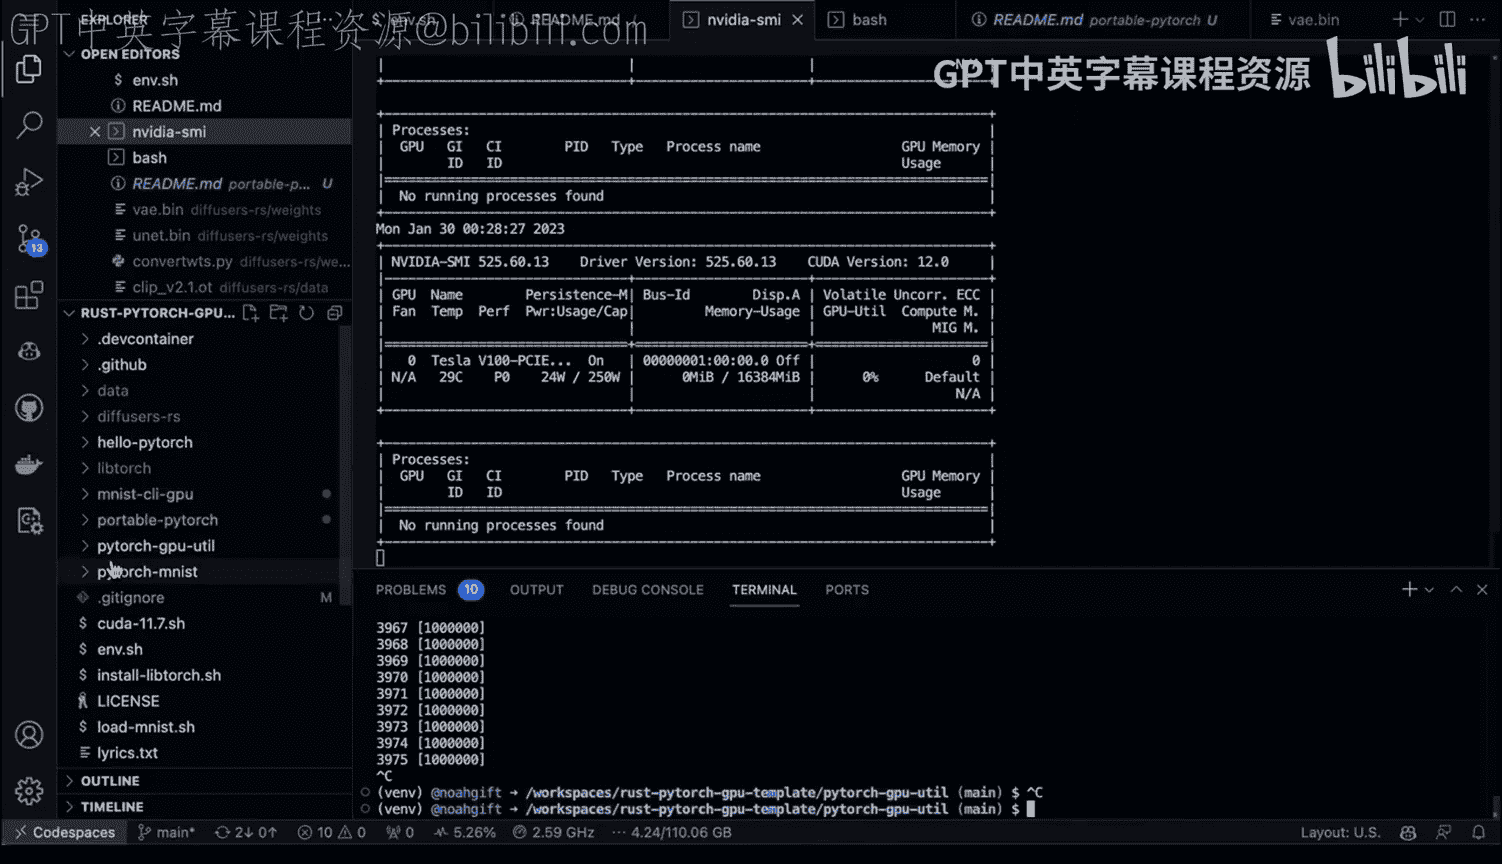 GPT中英字幕课程资源@bilibili.com
GPT中英字幕课程资源 bilibili
EXPLORER
env.sh
README.md
nvidia-smi
bash
README.md portable-pytorch U
vae.bin
OPEN EDITORS
env.sh
README.md
nvidia-smi
bash
README.md portable-p... U
vae.bin diffusers-rs/weights
unet.bin diffusers-rs/weights
convertwts.py diffusers-rs/we...
clip_v2.1.ot diffusers-rs/data
RUST-PYTORCH-GPU...
.devcontainer
.github
data
diffusers-rs
hello-pytorch
libtorch
mnist-cli-gpu
portable-pytorch
pytorch-gpu-util
pytorch-mnist
.gitignore M
cuda-11.7.sh
env.sh
install-libtorch.sh
LICENSE
load-mnist.sh
lyrics.txt
OUTLINE
TIMELINE
13
Processes:
GPU GI CI PID Type Process name GPU Memory
ID ID Usage
No running processes found
Mon Jan 30 00:28:27 2023
NVIDIA-SMI 525.60.13 Driver Version: 525.60.13 CUDA Version: 12.0
GPU Name Persistence-M| Bus-Id Disp.A | Volatile Uncorr. ECC
Fan Temp Perf Pwr:Usage/Cap| Memory-Usage | GPU-Util Compute M.
MIG M.
0 Tesla V100-PCIE... On | 00000001:00:00.0 Off | 0
N/A 29C P0 24W / 250W | 0MiB / 16384MiB | 0% Default
N/A
Processes:
GPU GI CI PID Type Process name GPU Memory
ID ID Usage
No running processes found
PROBLEMS 10 OUTPUT DEBUG CONSOLE TERMINAL PORTS
3967 [1000000]
3968 [1000000]
3969 [1000000]
3970 [1000000]
3971 [1000000]
3972 [1000000]
3973 [1000000]
3974 [1000000]
3975 [1000000]
^C
(venv) @noahgift → /workspaces/rust-pytorch-gpu-template/pytorch-gpu-util (main) $ ^C
(venv) @noahgift → /workspaces/rust-pytorch-gpu-template/pytorch-gpu-util (main) $
Codespaces main* 2↓ 0↑ 10 0 0 5.26% 2.59 GHz 4.24/110.06 GB Layout: U.S.